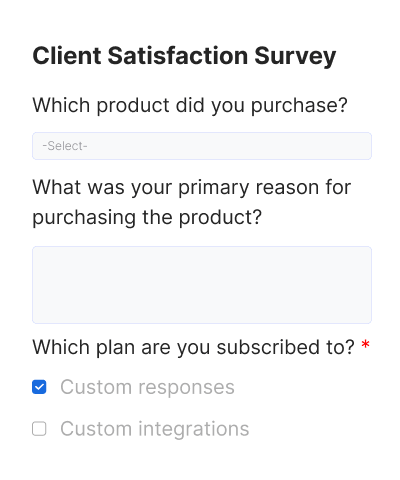 Client Satisfaction Survey
Which product did you purchase?
-Select-
What was your primary reason for
purchasing the product?
Which plan are you subscribed to? *
Custom responses
Custom integrations